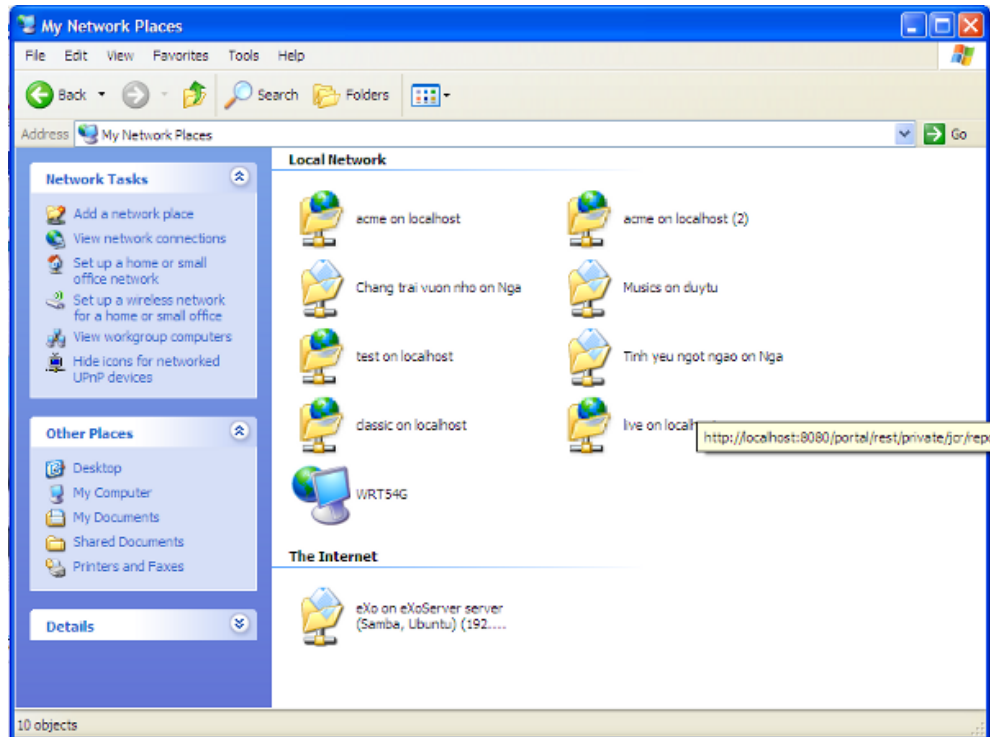 My Network Places
File Edit View Favorites Tools Help
Back Search Folders
Address My Network Places Go
Network Tasks
Add a network place
View network connections
Set up a home or small
office network
Set up a wireless network
for a home or small office
View workgroup computers
Hide icons for networked
UPnP devices
Other Places
Desktop
My Computer
My Documents
Shared Documents
Printers and Faxes
Details
Local Network
acme on localhost
acme on localhost (2)
Chang trai vuon nho on Nga
Musics on duytu
test on localhost
Tinh yeu ngot ngao on Nga
classic on localhost
live on localh
http://localhost:8080/portal/rest/private/jcr/repo
WRT54G
The Internet
eXo on eXoServer server
(Samba, Ubuntu) (192....
10 objects